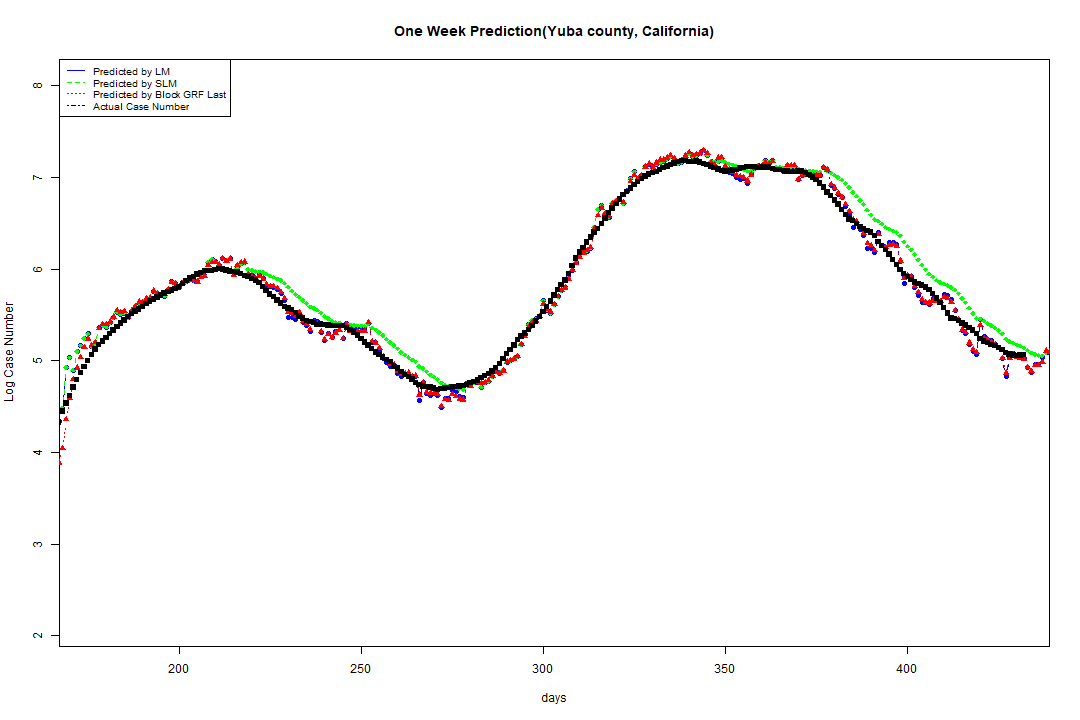 One Week Prediction(Yuba county, California)
Predicted by LM
Predicted by SLM
Predicted by Block GRF Last
Actual Case Number
8
7
6
5
4
3
2
Log Case Number
200 250 300 350 400
days